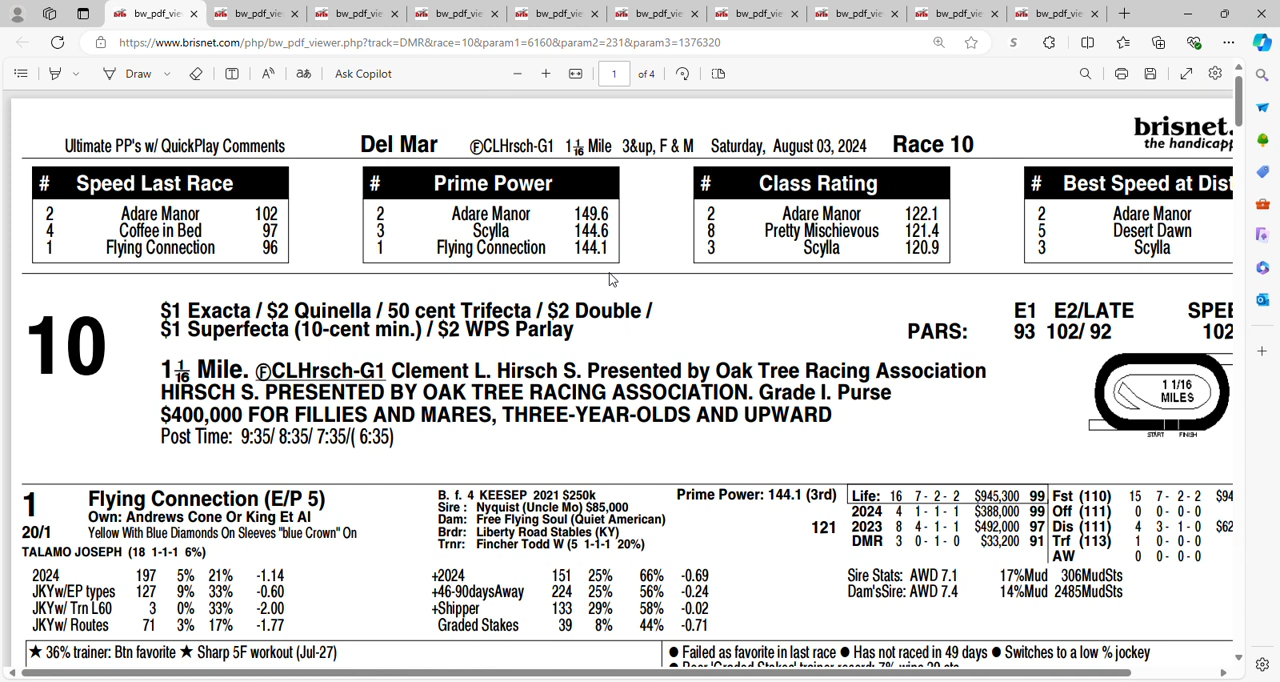 bw_pdf_vie bw_pdf_vie bw_pdf_vie bw_pdf_vie bw_pdf_vie bw_pdf_vie bw_pdf_vie bw_pdf_vie bw_pdf_vie bw_pdf_vie
https://www.brisnet.com/php/bw_pdf_viewer.php?track=DMR&race=10&param1=6160&param2=231&param3=1376320
Draw Ask Copilot 1 of 4
Ultimate PP's w/ QuickPlay Comments Del Mar ⒻCLHrsch-G1 1 1/16 Mile 3&up, F & M Saturday, August 03, 2024 Race 10
brisnet.
the handicapp
# Speed Last Race # Prime Power # Class Rating # Best Speed at Dist
2 Adare Manor 102 2 Adare Manor 149.6 2 Adare Manor 122.1 2 Adare Manor
4 Coffee in Bed 97 3 Scylla 144.6 8 Pretty Mischievous 121.4 5 Desert Dawn
1 Flying Connection 96 1 Flying Connection 144.1 3 Scylla 120.9 3 Scylla
10
$1 Exacta / $2 Quinella / 50 cent Trifecta / $2 Double /
$1 Superfecta (10-cent min.) / $2 WPS Parlay
E1 E2/LATE SPEE
PARS: 93 102/ 92 102
1 1/16 Mile. ⒻCLHrsch-G1 Clement L. Hirsch S. Presented by Oak Tree Racing Association
HIRSCH S. PRESENTED BY OAK TREE RACING ASSOCIATION. Grade I. Purse
$400,000 FOR FILLIES AND MARES, THREE-YEAR-OLDS AND UPWARD
Post Time: 9:35/ 8:35/ 7:35/( 6:35)
1 1/16
MILES
START FINISH
1 Flying Connection (E/P 5)
Own: Andrews Cone Or King Et Al
20/1 Yellow With Blue Diamonds On Sleeves "blue Crown" On
TALAMO JOSEPH (18 1-1-1 6%)
B. f. 4 KEESEP 2021 $250k
Sire : Nyquist (Uncle Mo) $85,000
Dam: Free Flying Soul (Quiet American)
Brdr: Liberty Road Stables (KY)
Trnr: Fincher Todd W (5 1-1-1 20%)
Prime Power: 144.1 (3rd)
121
Life: 16 7- 2- 2 $945,300 99 Fst (110) 15 7- 2- 2 $94
2024 4 1- 1- 1 $388,000 99 Off (111) 0 0- 0- 0
2023 8 4- 1- 1 $492,000 97 Dis (111) 4 3- 1- 0 $62
DMR 3 0- 1- 0 $33,200 91 Trf (113) 1 0- 0- 0
AW 0 0- 0- 0
2024 197 5% 21% -1.14 +2024 151 25% 66% -0.69 Sire Stats: AWD 7.1 17%Mud 306MudSts
JKYw/EP types 127 9% 33% -0.60 +46-90daysAway 224 25% 56% -0.24 Dam'sSire: AWD 7.4 14%Mud 2485MudSts
JKYw/ Trn L60 3 0% 33% -2.00 +Shipper 133 29% 58% -0.02
JKYw/ Routes 71 3% 17% -1.77 Graded Stakes 39 8% 44% -0.71
★ 36% trainer: Btn favorite ★ Sharp 5F workout (Jul-27) ● Failed as favorite in last race ● Has not raced in 49 days ● Switches to a low % jockey